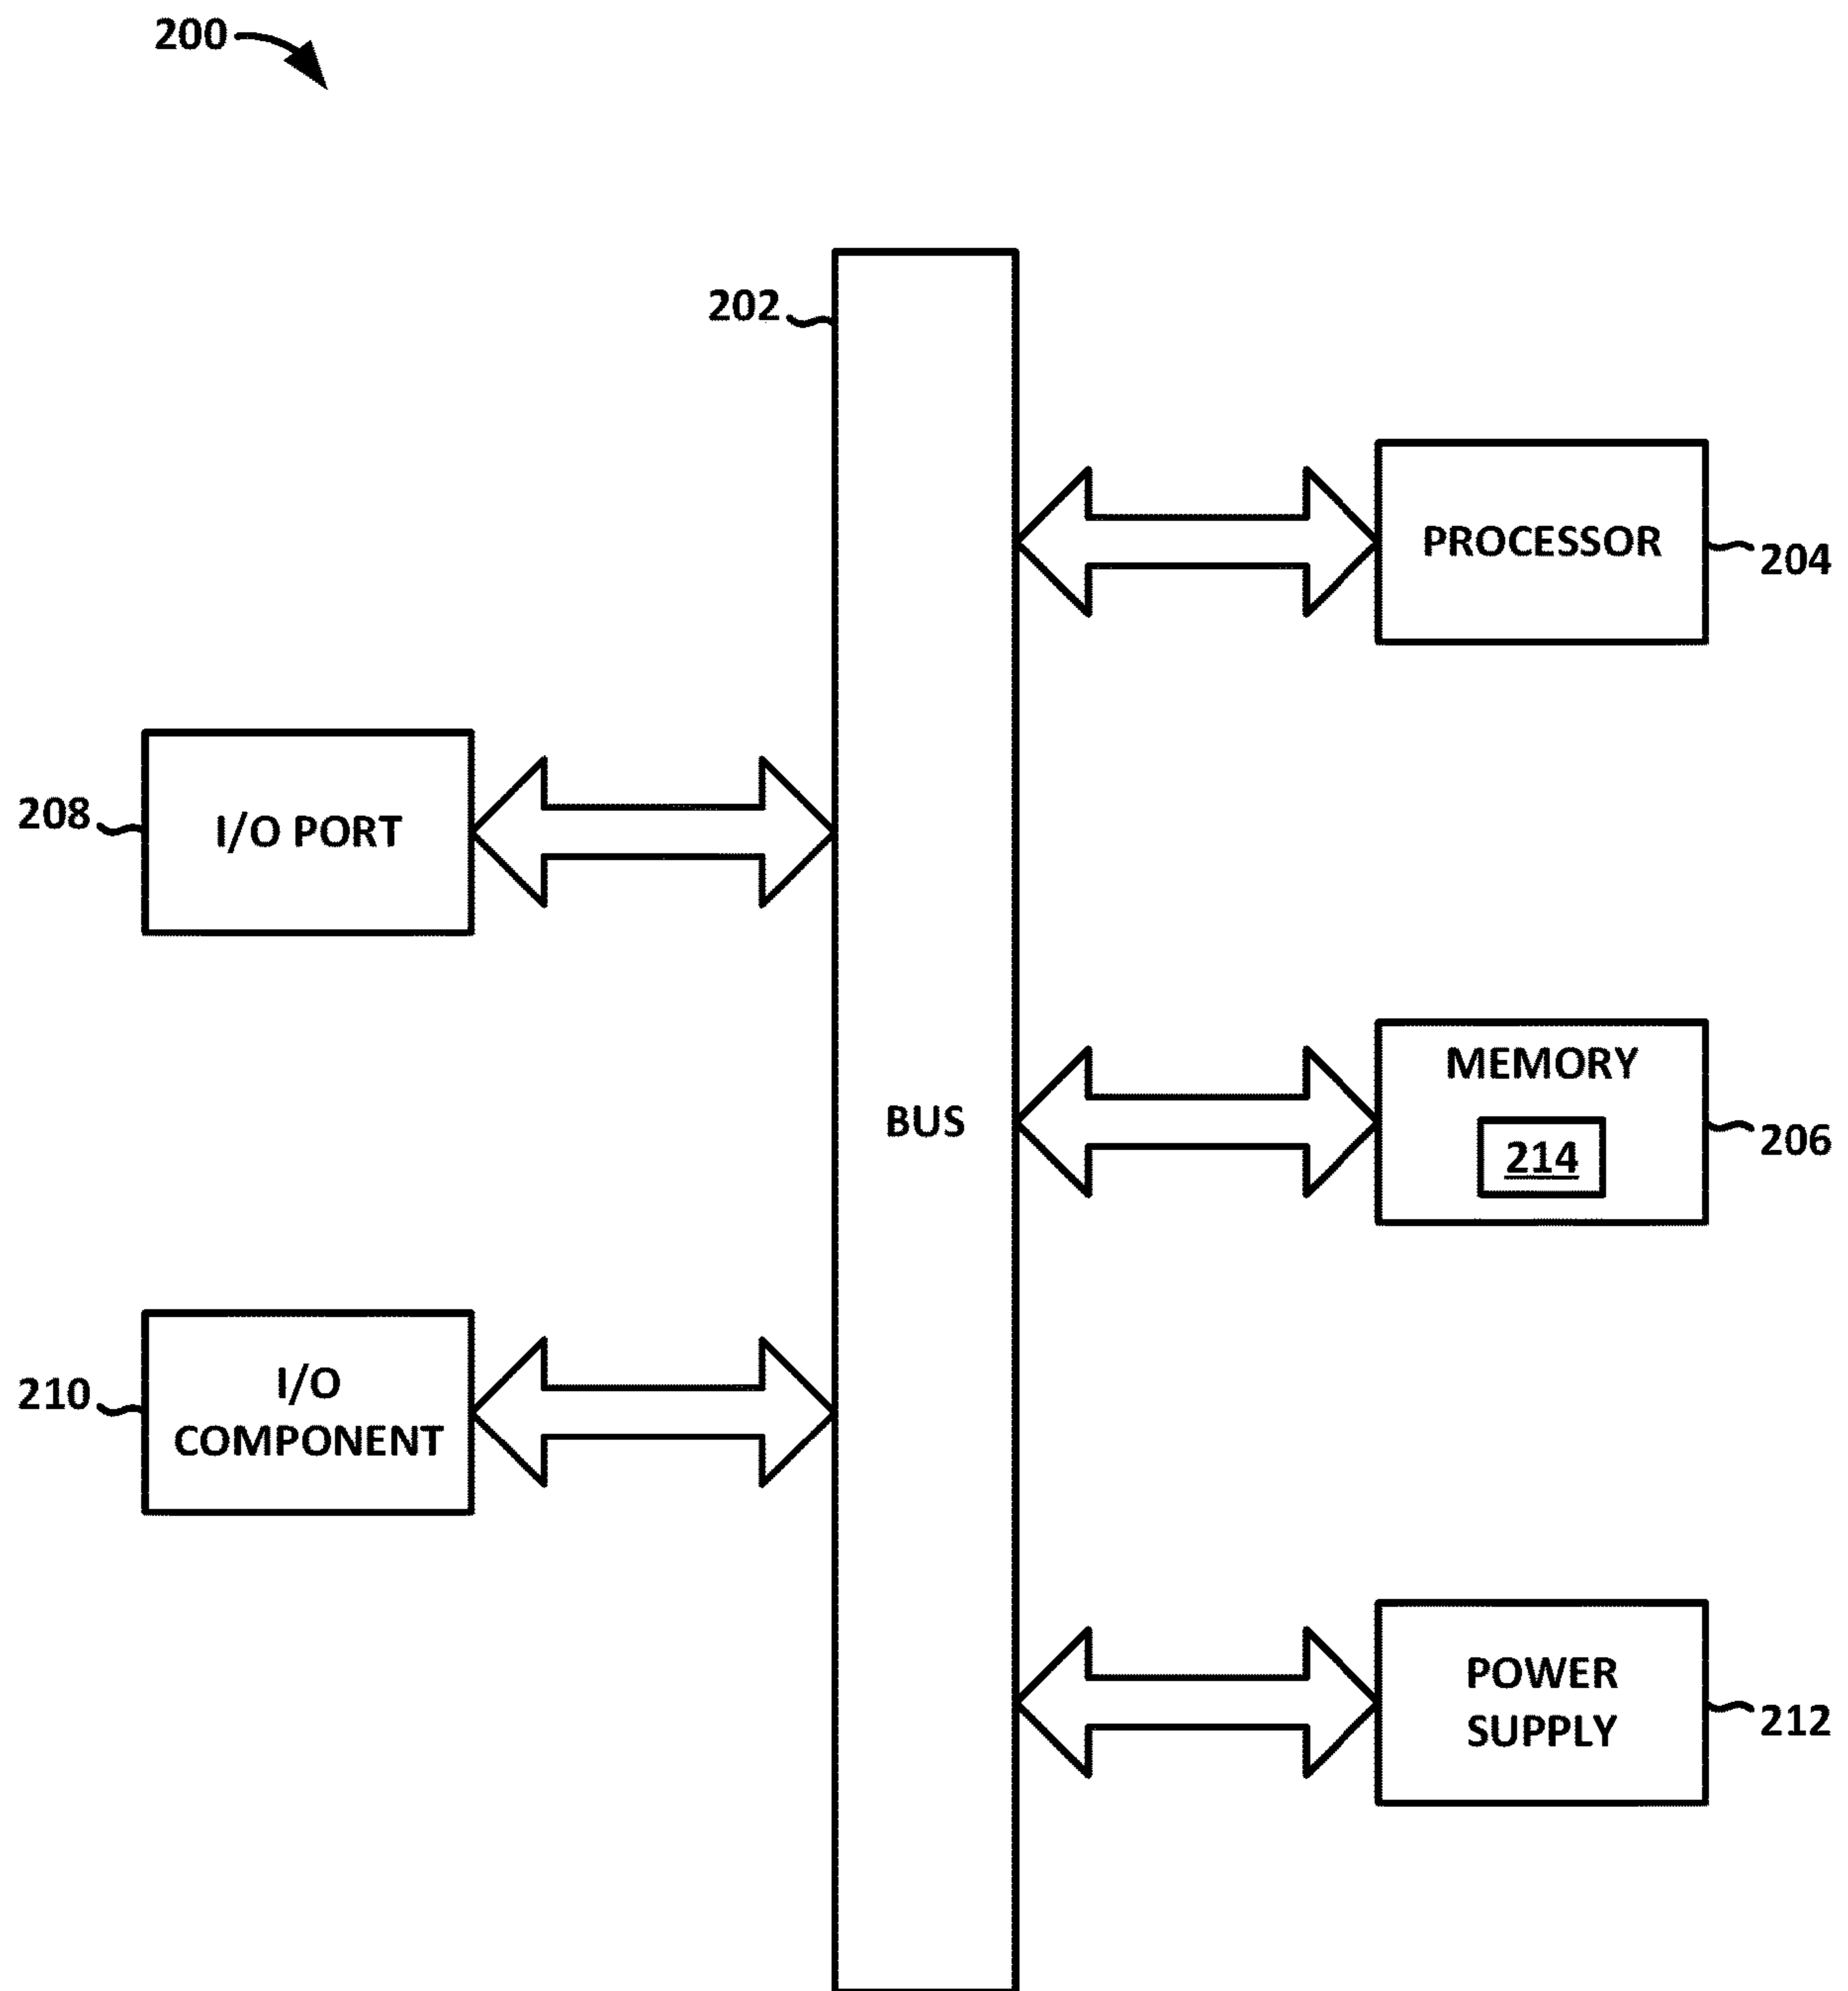 200
202
PROCESSOR
204
208
I/O PORT
MEMORY
214
206
BUS
210
I/O
COMPONENT
POWER
SUPPLY
212